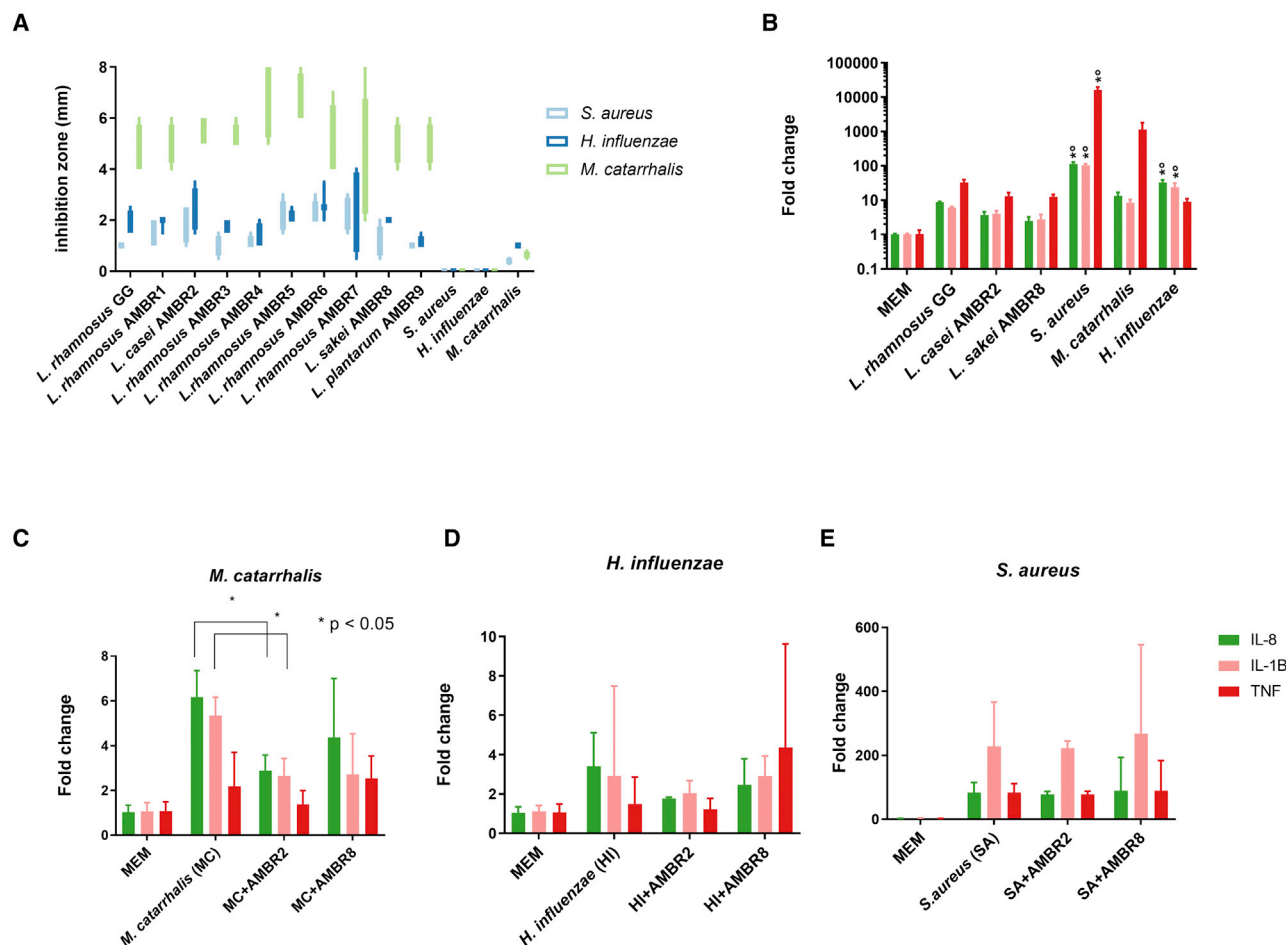 A
inhibition zone (mm)
8
6
4
2
0
L. rhamnosus GG
L. rhamnosus AMBR1
L. casei AMBR2
L. rhamnosus AMBR3
L. rhamnosus AMBR4
L.rhamnosus AMBR5
L. rhamnosus AMBR6
L. rhamnosus AMBR7
L. sakei AMBR8
L. plantarum AMBR9
S. aureus
H. influenzae
M. catarrhalis
S. aureus
H. influenzae
M. catarrhalis
B
Fold change
100000
10000
1000
100
10
1
0.1
*°
*°
*°
*°
*°
MEM
L. rhamnosus GG
L. casei AMBR2
L. sakei AMBR8
S. aureus
M. catarrhalis
H. influenzae
C
M. catarrhalis
*
*
* p < 0.05
Fold change
8
6
4
2
0
MEM
M. catarrhalis (MC)
MC+AMBR2
MC+AMBR8
D
H. influenzae
Fold change
10
8
6
4
2
0
MEM
H. influenzae (HI)
HI+AMBR2
HI+AMBR8
E
S. aureus
Fold change
600
400
200
0
MEM
S.aureus (SA)
SA+AMBR2
SA+AMBR8
IL-8
IL-1B
TNF